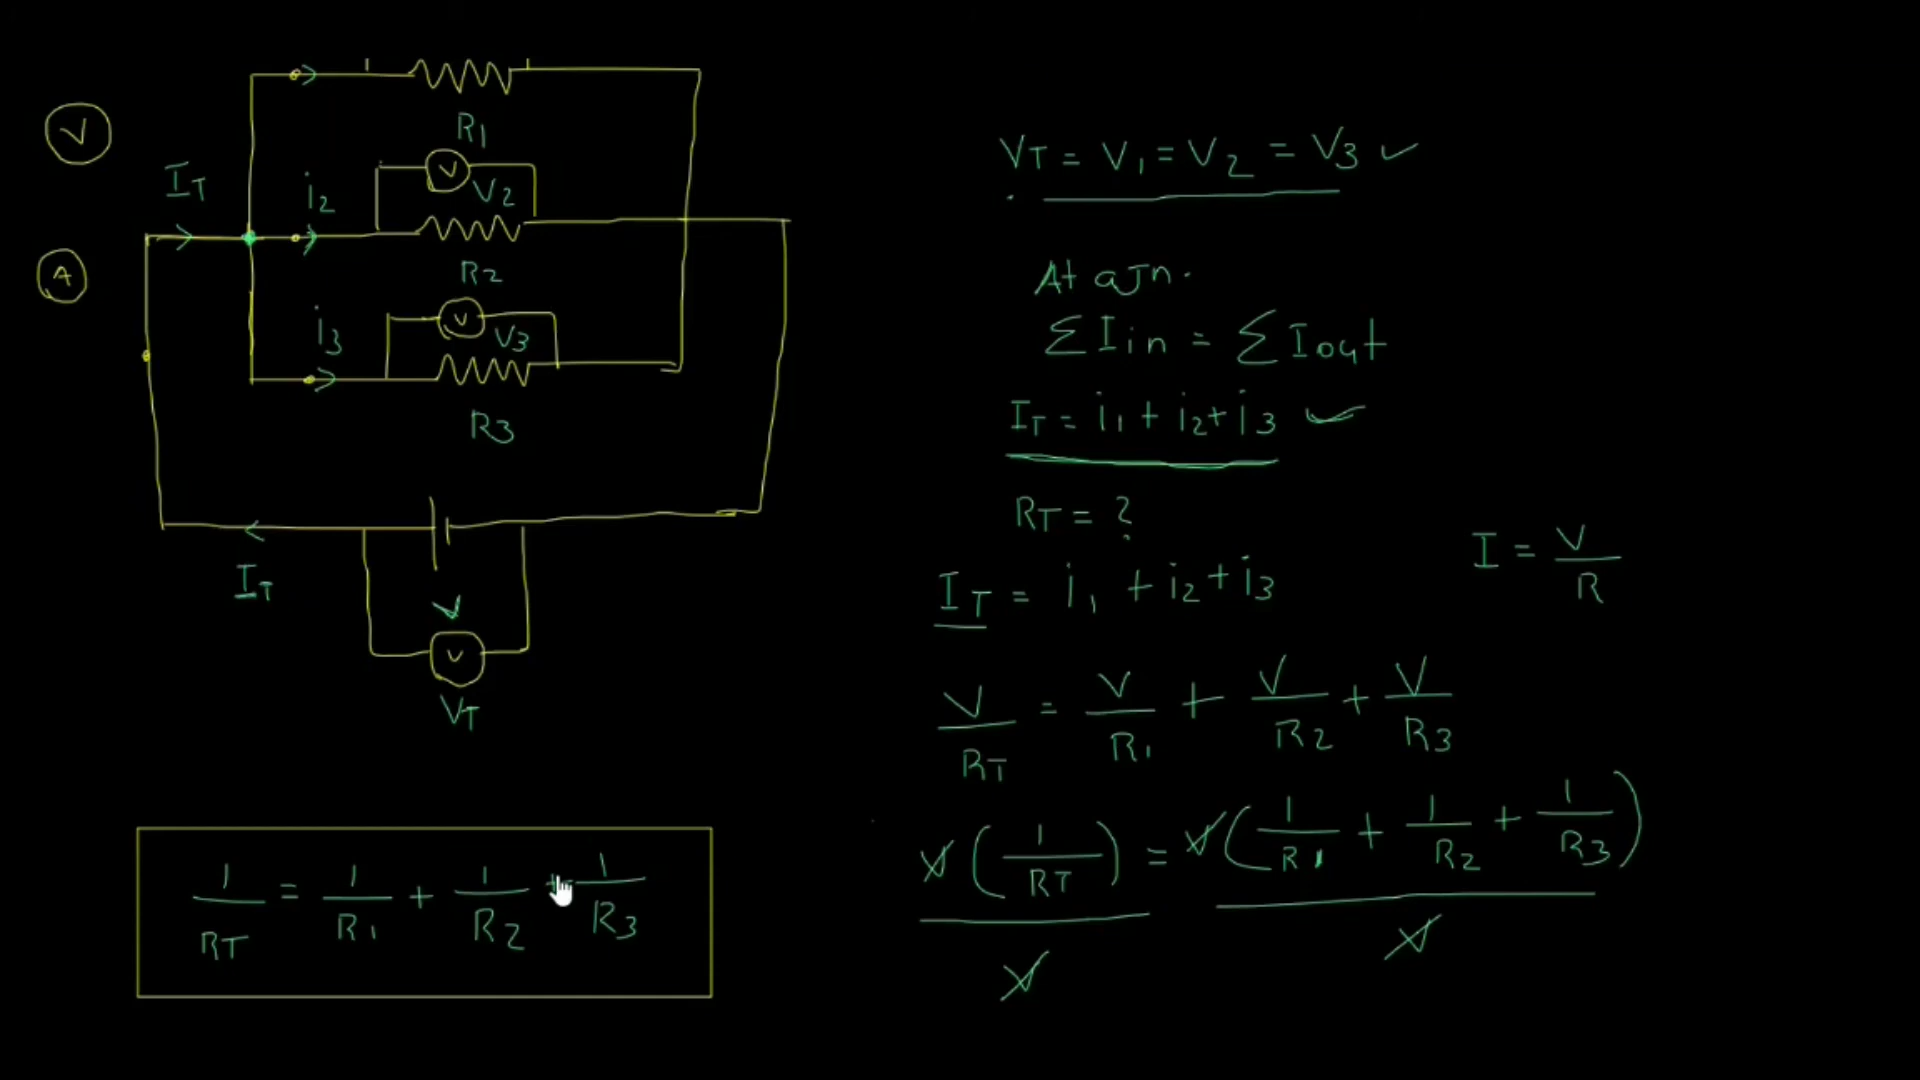 V
A
R1
IT
i2
V
V2
R2
i3
V
V3
R3
IT
V
V
VT
1/RT = 1/R1 + 1/R2 + 1/R3
VT = V1 = V2 = V3 ✓
At a Jn.
ΣIin = ΣIout
IT = i1 + i2 + i3 ✓
RT = ?
IT = i1 + i2 + i3
I = V/R
V/RT = V/R1 + V/R2 + V/R3
V(1/RT) = V(1/R1 + 1/R2 + 1/R3)
V V